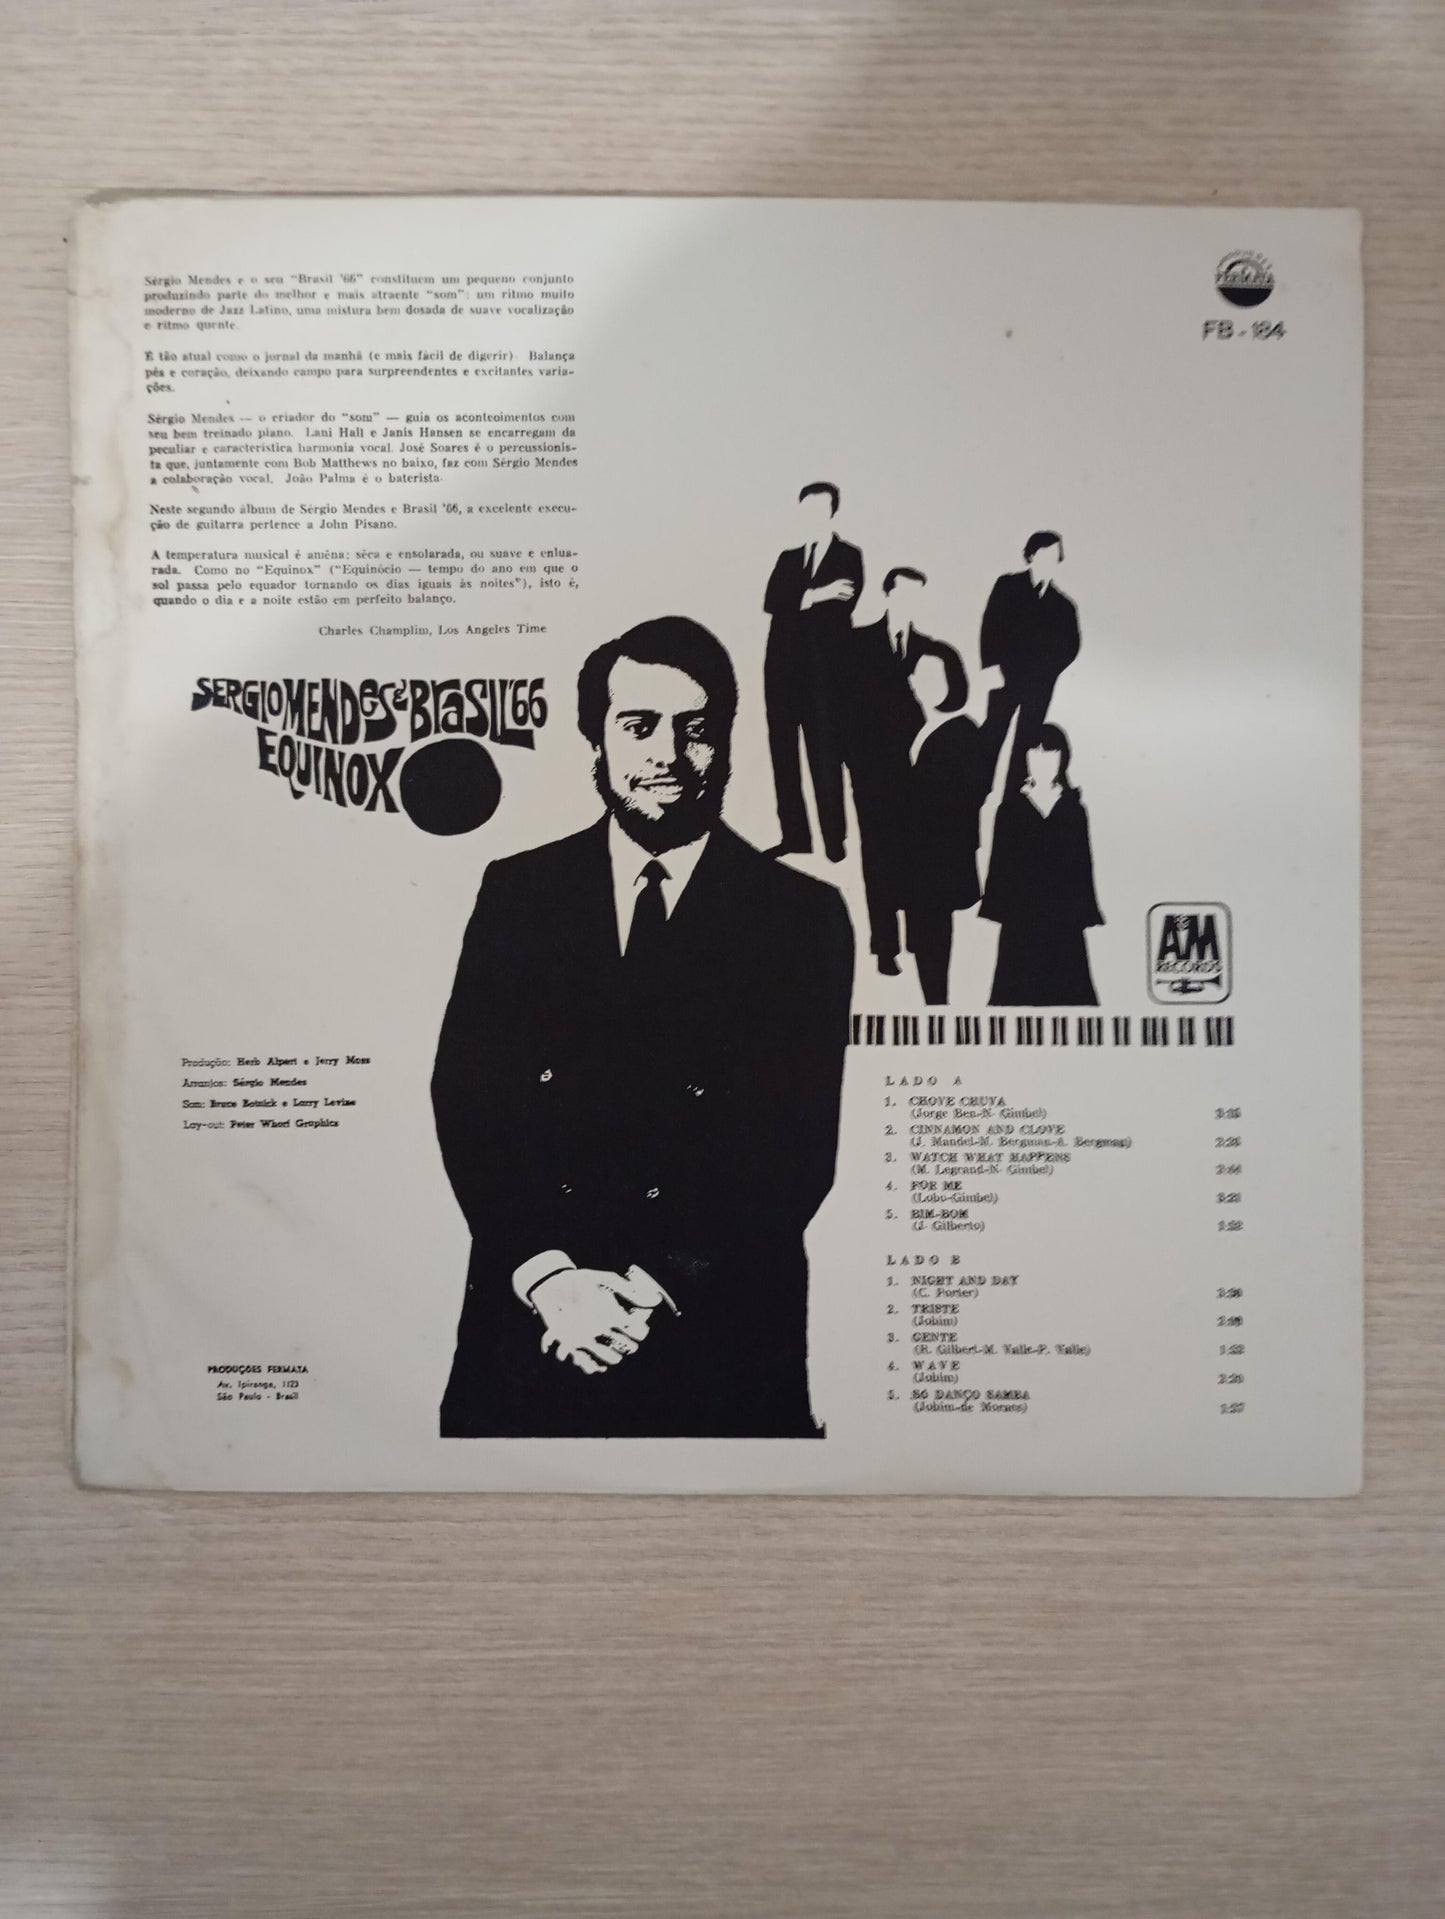 Sérgio Mendes e o seu "Brasil '66" constituem um pequeno conjunto
produzindo parte do melhor e mais atraente "som": um ritmo muito
moderno de Jazz Latino, uma mistura bem dosada de suave vocalização
e ritmo quente.
É tão atual como o jornal da manhã (e mais fácil de digerir). Balança
pés e coração, deixando campo para surpreendentes e excitantes varia-
ções.
Sérgio Mendes — o criador do "som" — guia os aconteoimentos com
seu bem treinado piano. Lani Hall e Janis Hansen se encarregam da
peculiar e característica harmonia vocal. José Soares é o percussionis-
ta que, juntamente com Bob Matthews no baixo, faz com Sérgio Mendes
a colaboração vocal. João Palma é o baterista.
Neste segundo álbum de Sérgio Mendes e Brasil '66, a excelente execu-
ção de guitarra pertence a John Pisano.
A temperatura musical é amêna: sêca e ensolarada, ou suave e enlua-
rada. Como no "Equinox" ("Equinócio — tempo do ano em que o
sol passa pelo equador tornando os dias iguais às noites"), isto é,
quando o dia e a noite estão em perfeito balanço.
Charles Champlim, Los Angeles Time
FERMATA
FB - 184
SERGIO MENDES & BRASIL '66
EQUINOX
A&M
RECORDS
Produção: Herb Alpert e Jerry Moss
Arranjos: Sérgio Mendes
Som: Bruce Botnick e Larry Levine
Lay-out: Peter Whorf Graphics
PRODUÇÕES FERMATA
Av. Ipiranga, 1123
São Paulo - Brasil
LADO A
1. CHOVE CHUVA
(Jorge Ben-N. Gimbel)
2. CINNAMON AND CLOVE
(J. Mandel-M. Bergman-A. Bergman)
3. WATCH WHAT HAPPENS
(M. Legrand-N. Gimbel)
4. FOR ME
(Lobo-Gimbel)
5. BIM-BOM
(J. Gilberto)
LADO B
1. NIGHT AND DAY
(C. Porter)
2. TRISTE
(Jobim)
3. GENTE
(R. Gilbert-M. Valle-P. Valle)
4. WAVE
(Jobim)
5. SÓ DANÇO SAMBA
(Jobim-de Moraes)